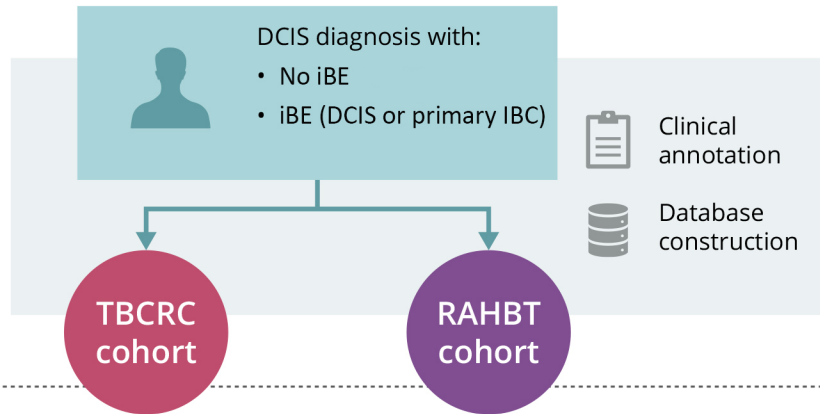 DCIS diagnosis with:
• No iBE
• iBE (DCIS or primary IBC)
Clinical
annotation
Database
construction
TBCRC
cohort
RAHBT
cohort